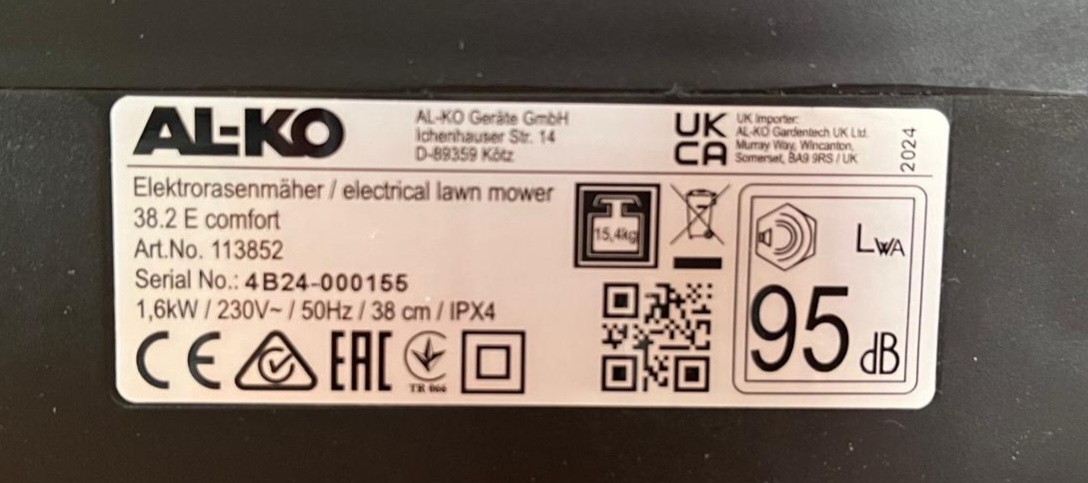 AL-KO
AL-KO Geräte GmbH
Ichenhauser Str. 14
D-89359 Kötz
UK
CA
UK Importer:
AL-KO Gardentech UK Ltd.
Murray Way, Wincanton,
Somerset, BA9 9RS / UK
2024
Elektrorasenmäher / electrical lawn mower
38.2 E comfort
Art.No. 113852
Serial No.: 4B24-000155
1,6kW / 230V~ / 50Hz / 38 cm / IPX4
CE EAC
TR 066
15,4kg
LWA
95 dB